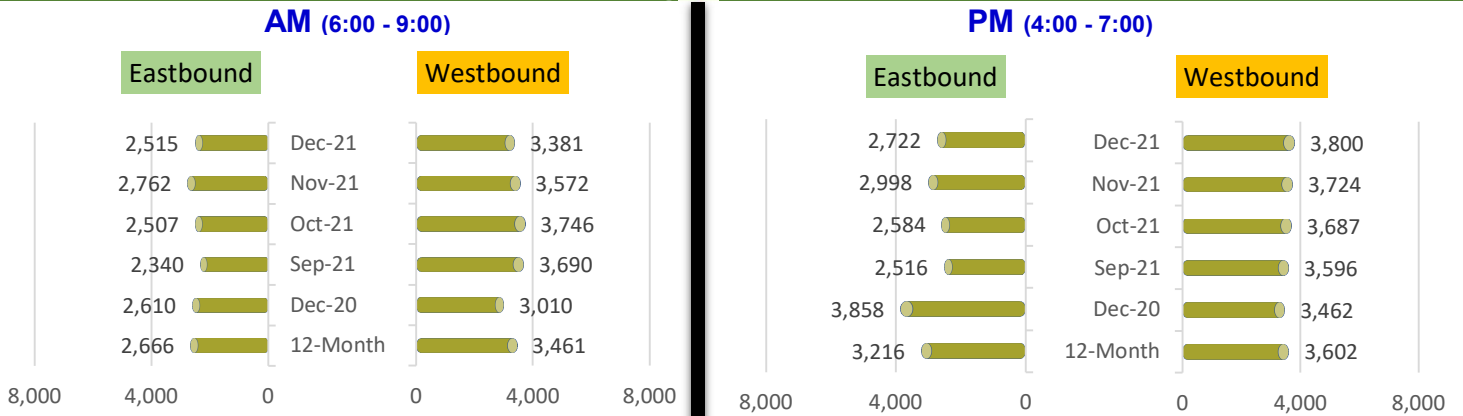 AM (6:00 - 9:00)
Eastbound Westbound
2,515 Dec-21 3,381
2,762 Nov-21 3,572
2,507 Oct-21 3,746
2,340 Sep-21 3,690
2,610 Dec-20 3,010
2,666 12-Month 3,461
8,000 4,000 0 0 4,000 8,000
PM (4:00 - 7:00)
Eastbound Westbound
2,722 Dec-21 3,800
2,998 Nov-21 3,724
2,584 Oct-21 3,687
2,516 Sep-21 3,596
3,858 Dec-20 3,462
3,216 12-Month 3,602
8,000 4,000 0 0 4,000 8,000